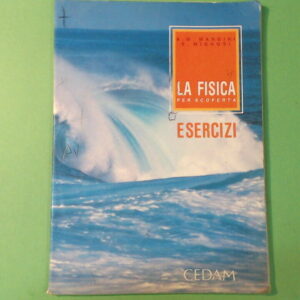 LA FISICA
PER SCOPERTA
ESERCIZI
CEDAM